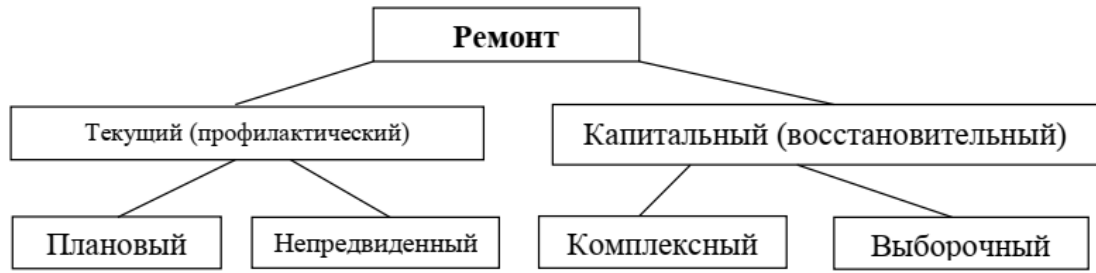 Ремонт
Текущий (профилактический)
Капитальный (восстановительный)
Плановый
Непредвиденный
Комплексный
Выборочный